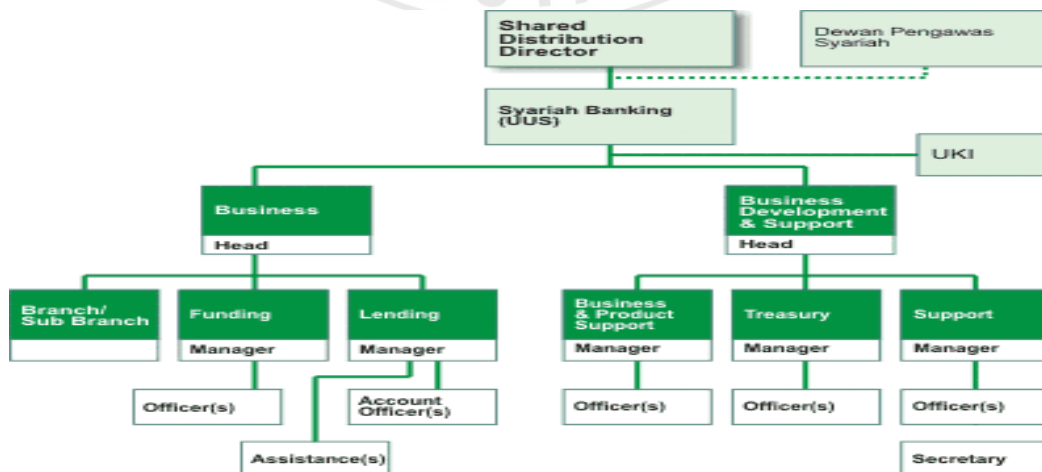 Shared
Distribution
Director
Dewan Pengawas
Syariah
Syariah Banking
(UUS)
UKI
Business
Head
Business
Development
& Support
Head
Branch/
Sub Branch
Funding
Manager
Lending
Manager
Business
& Product
Support
Manager
Treasury
Manager
Support
Manager
Officer(s)
Account
Officer(s)
Officer(s)
Officer(s)
Officer(s)
Assistance(s)
Secretary